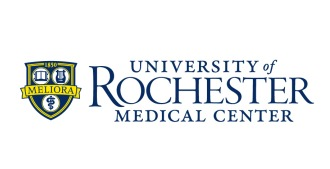 1850
MELIORA
UNIVERSITY of
ROCHESTER
MEDICAL CENTER